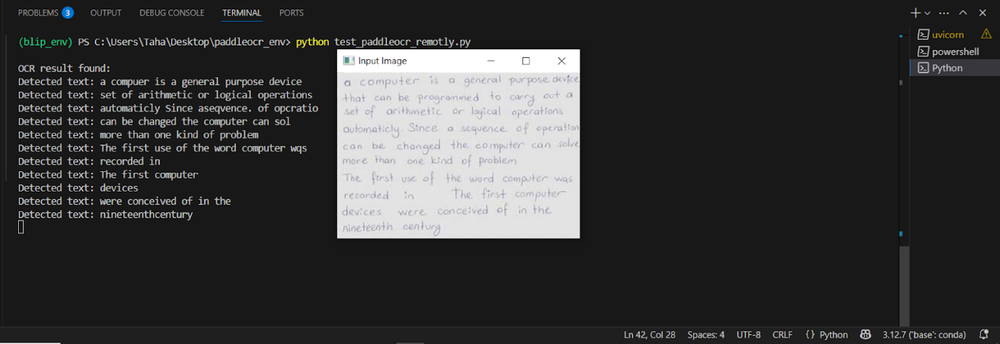 PROBLEMS 3 OUTPUT DEBUG CONSOLE TERMINAL PORTS
(blip_env) PS C:\Users\Taha\Desktop\paddleocr_env> python test_paddleocr_remotly.py
OCR result found:
Detected text: a compuer is a general purpose device
Detected text: set of arithmetic or logical operations
Detected text: automaticly Since aseqvence. of opcratio
Detected text: can be changed the computer can sol
Detected text: more than one kind of problem
Detected text: The first use of the word computer wqs
Detected text: recorded in
Detected text: The first computer
Detected text: devices
Detected text: were conceived of in the
Detected text: nineteenthcentury
Input Image
a computer is a general purpose device
that can be programmed to carry out a
set of arithmetic or logical operations
automaticly Since a sequence of operation
can be changed the computer can solve
more than one kind of problem
The first use of the word computer was
recorded in The first computer
devices were conceived of in the
nineteenth century
uvicorn
powershell
Python
Ln 42, Col 28 Spaces: 4 UTF-8 CRLF {} Python 3.12.7 ('base': conda)